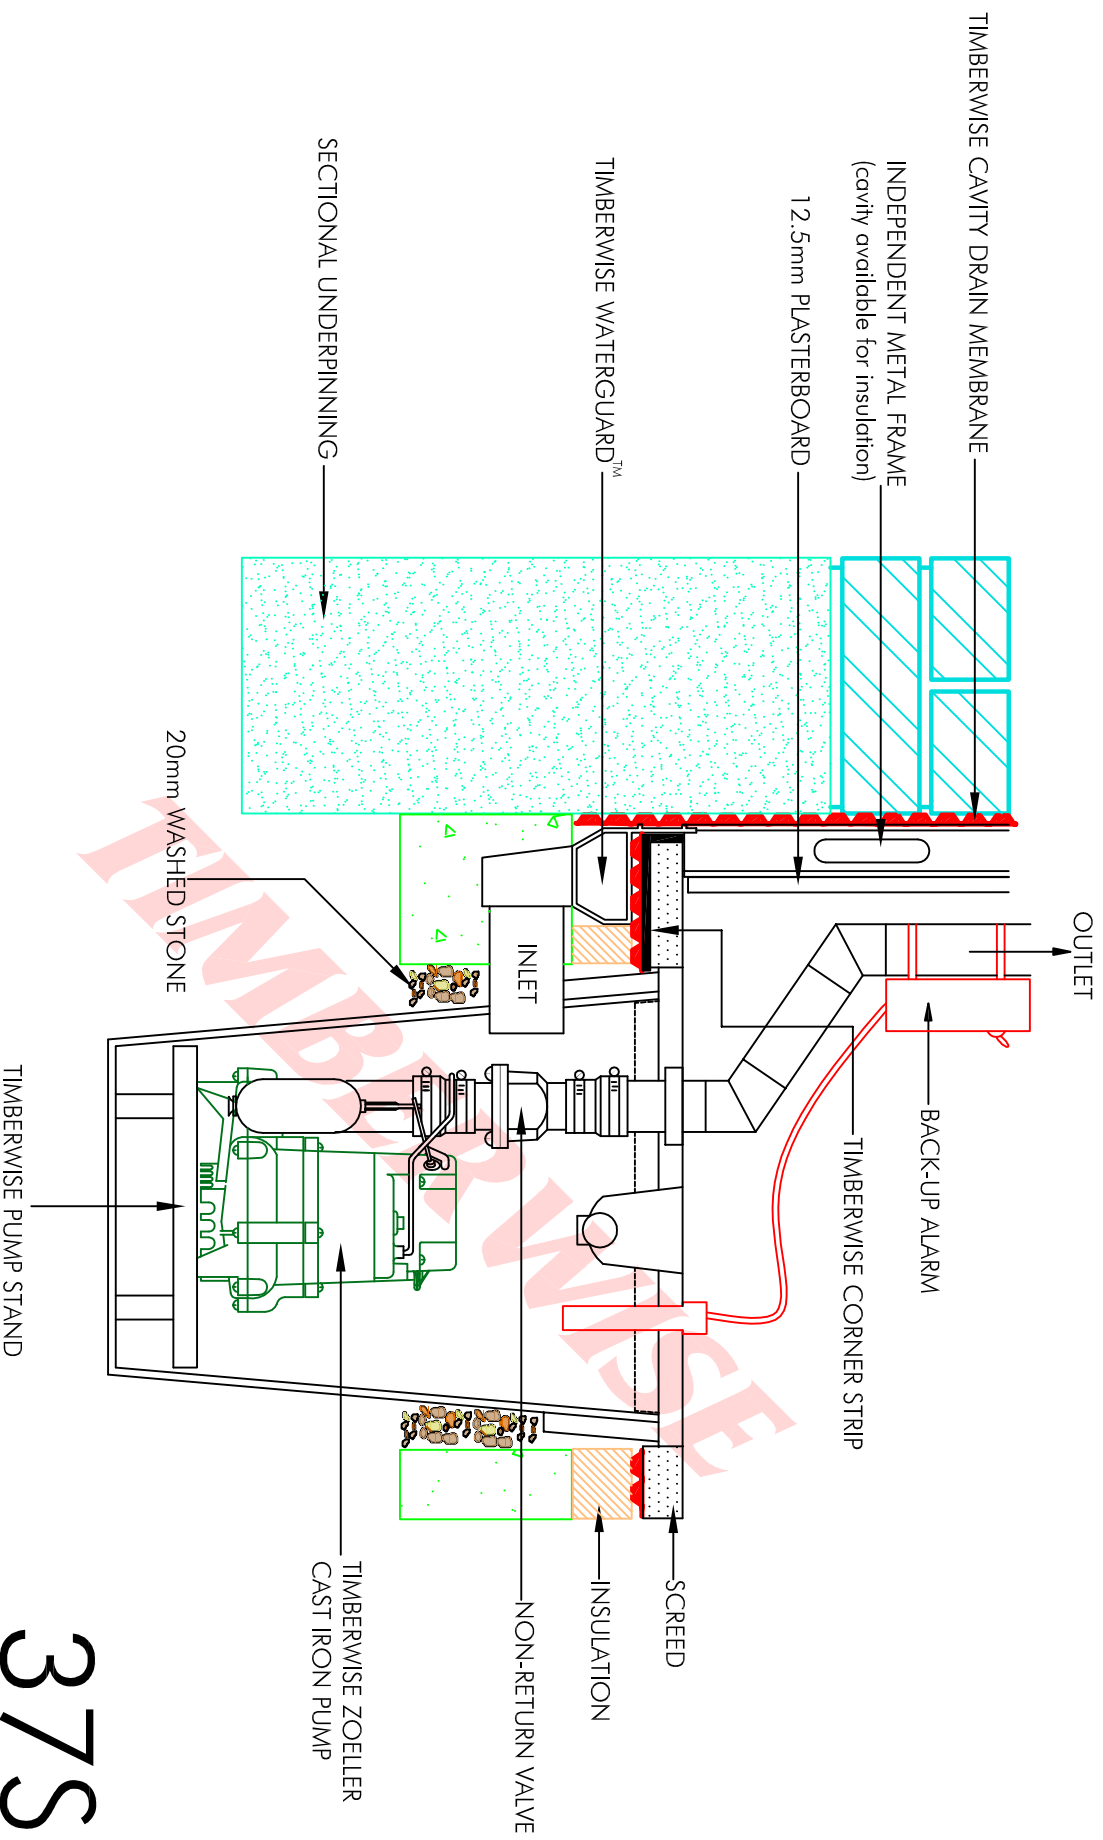 TIMBERWISE CAVITY DRAIN MEMBRANE
INDEPENDENT METAL FRAME
(cavity available for insulation)
12.5mm PLASTERBOARD
TIMBERWISE WATERGUARD™
SECTIONAL UNDERPINNING
20mm WASHED STONE
OUTLET
BACK-UP ALARM
TIMBERWISE CORNER STRIP
INLET
SCREED
INSULATION
NON-RETURN VALVE
TIMBERWISE ZOELLER
CAST IRON PUMP
TIMBERWISE PUMP STAND
TIMBERWISE
37S